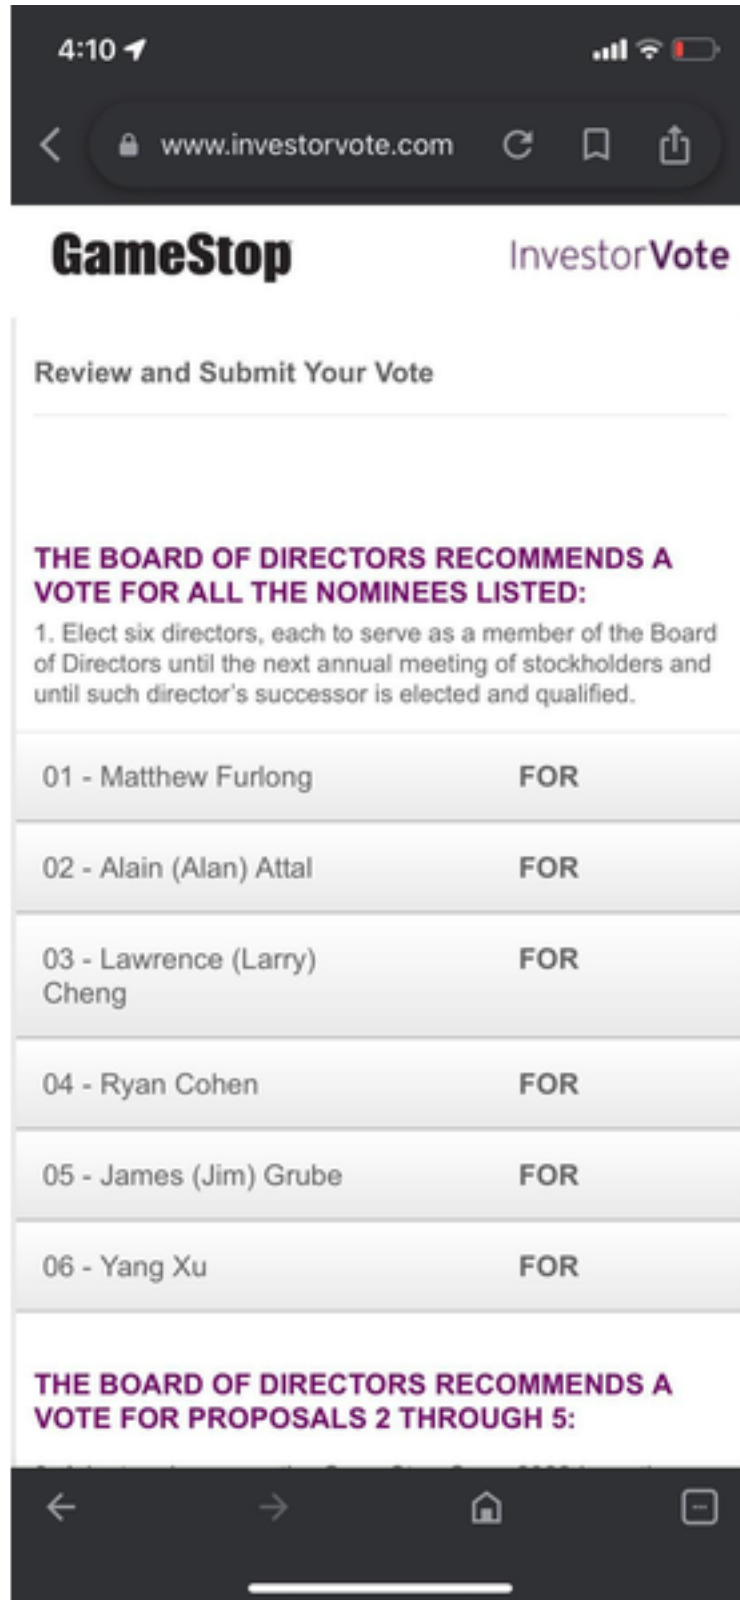 4:10
www.investorvote.com
GameStop
InvestorVote
Review and Submit Your Vote
THE BOARD OF DIRECTORS RECOMMENDS A
VOTE FOR ALL THE NOMINEES LISTED:
1. Elect six directors, each to serve as a member of the Board
of Directors until the next annual meeting of stockholders and
until such director's successor is elected and qualified.
01 - Matthew Furlong FOR
02 - Alain (Alan) Attal FOR
03 - Lawrence (Larry) FOR
Cheng
04 - Ryan Cohen FOR
05 - James (Jim) Grube FOR
06 - Yang Xu FOR
THE BOARD OF DIRECTORS RECOMMENDS A
VOTE FOR PROPOSALS 2 THROUGH 5: